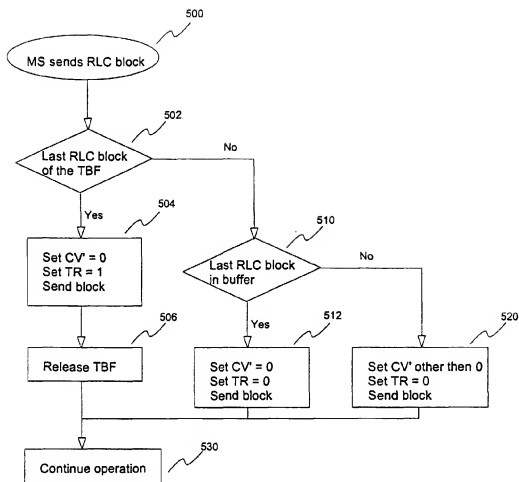 500
MS sends RLC block
502
Last RLC block
of the TBF
No
Yes
504
Set CV' = 0
Set TR = 1
Send block
510
Last RLC block
in buffer
No
Yes
506
Release TBF
512
Set CV' = 0
Set TR = 0
Send block
520
Set CV' other then 0
Set TR = 0
Send block
530
Continue operation